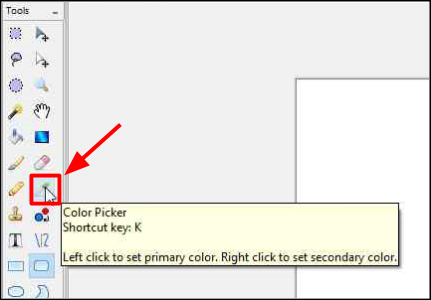 Tools
Color Picker
Shortcut key: K
Left click to set primary color. Right click to set secondary color.